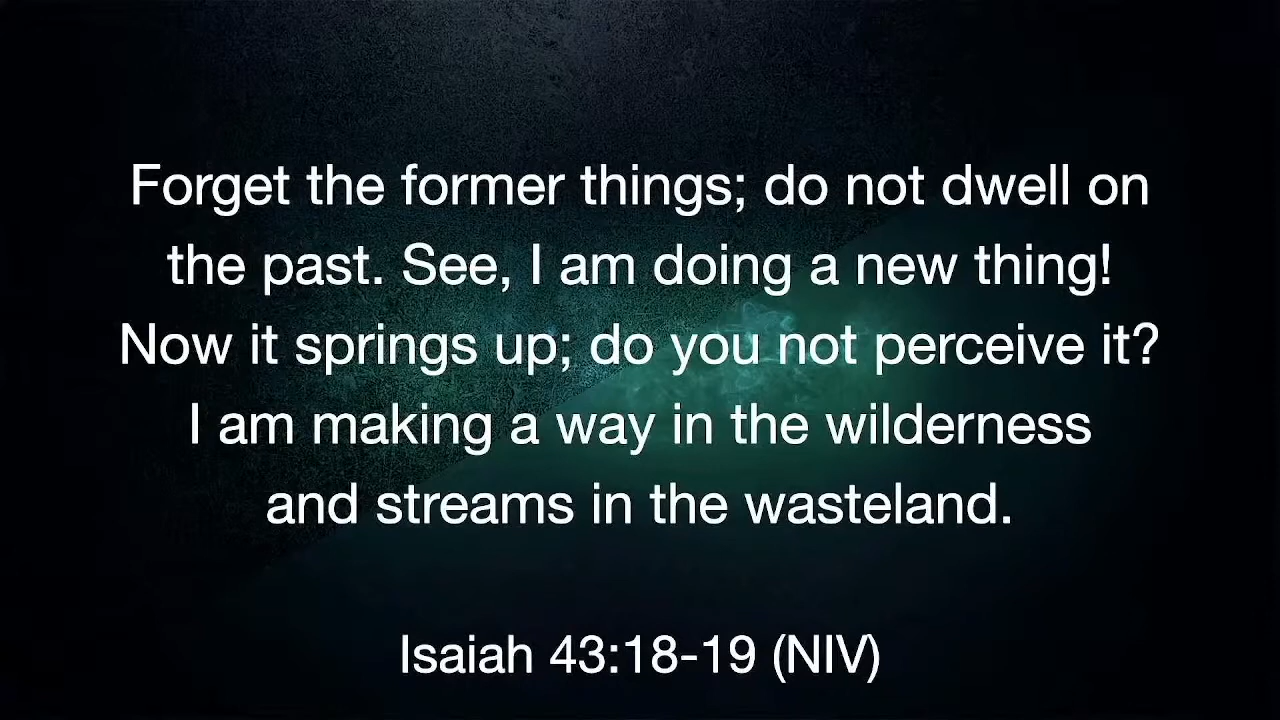 Forget the former things; do not dwell on
the past. See, I am doing a new thing!
Now it springs up; do you not perceive it?
I am making a way in the wilderness
and streams in the wasteland.
Isaiah 43:18-19 (NIV)